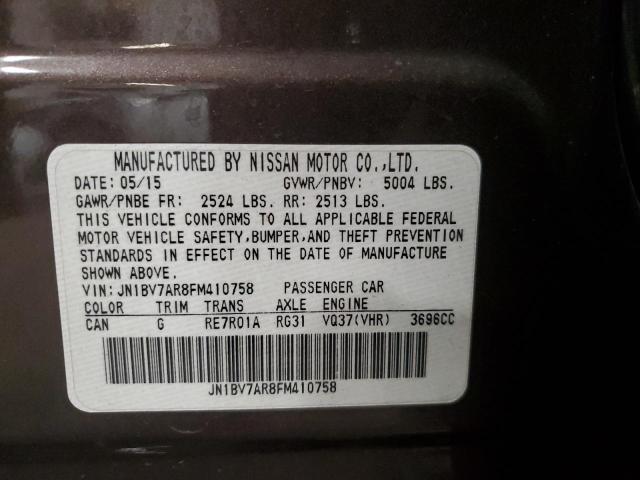 MANUFACTURED BY NISSAN MOTOR CO.,LTD.
DATE: 05/15 GVWR/PNBV: 5004 LBS.
GAWR/PNBE FR: 2524 LBS. RR: 2513 LBS.
THIS VEHICLE CONFORMS TO ALL APPLICABLE FEDERAL
MOTOR VEHICLE SAFETY,BUMPER,AND THEFT PREVENTION
STANDARDS IN EFFECT ON THE DATE OF MANUFACTURE
SHOWN ABOVE.
VIN: JN1BV7AR8FM410758 PASSENGER CAR
COLOR TRIM TRANS AXLE ENGINE
CAN G RE7R01A RG31 VQ37(VHR) 3696CC
JN1BV7AR8FM410758